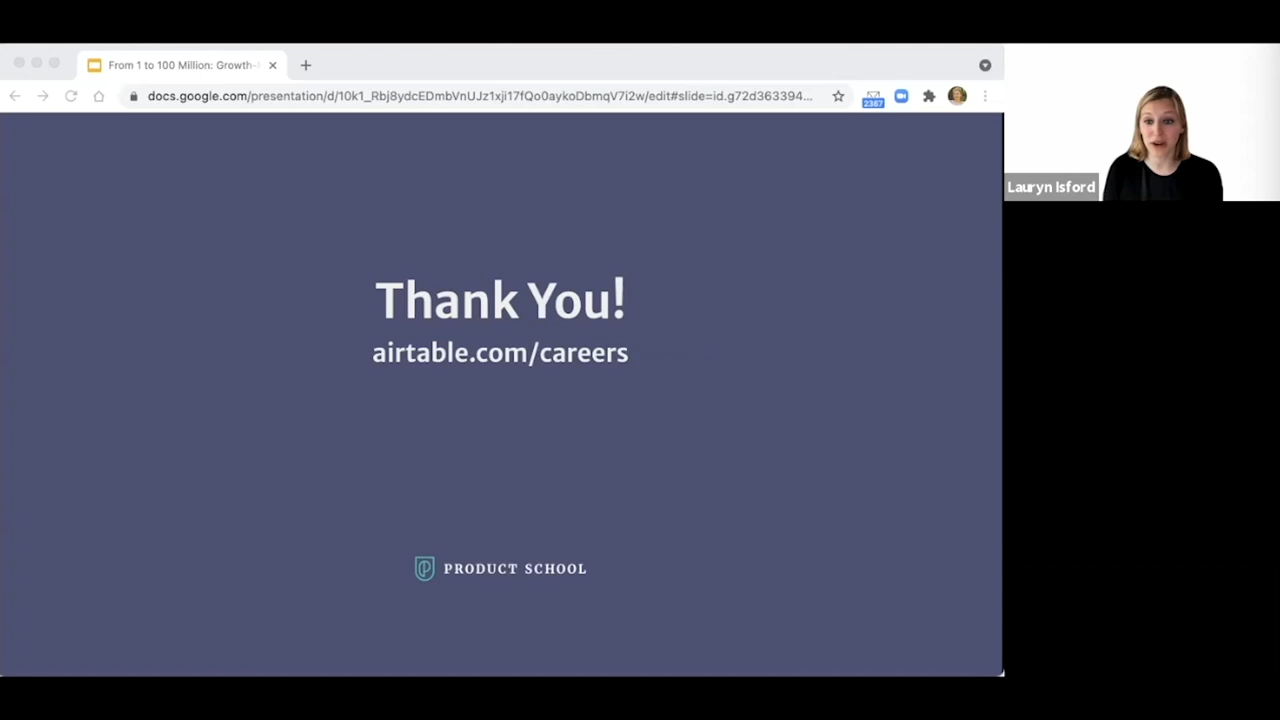 From 1 to 100 Million: Growth-
docs.google.com/presentation/d/10k1_Rbj8ydcEDmbVnUJz1xji17fQo0aykoDbmqV7i2w/edit#slide=id.g72d363394...
2367
Lauryn Isford
Thank You!
airtable.com/careers
PRODUCT SCHOOL